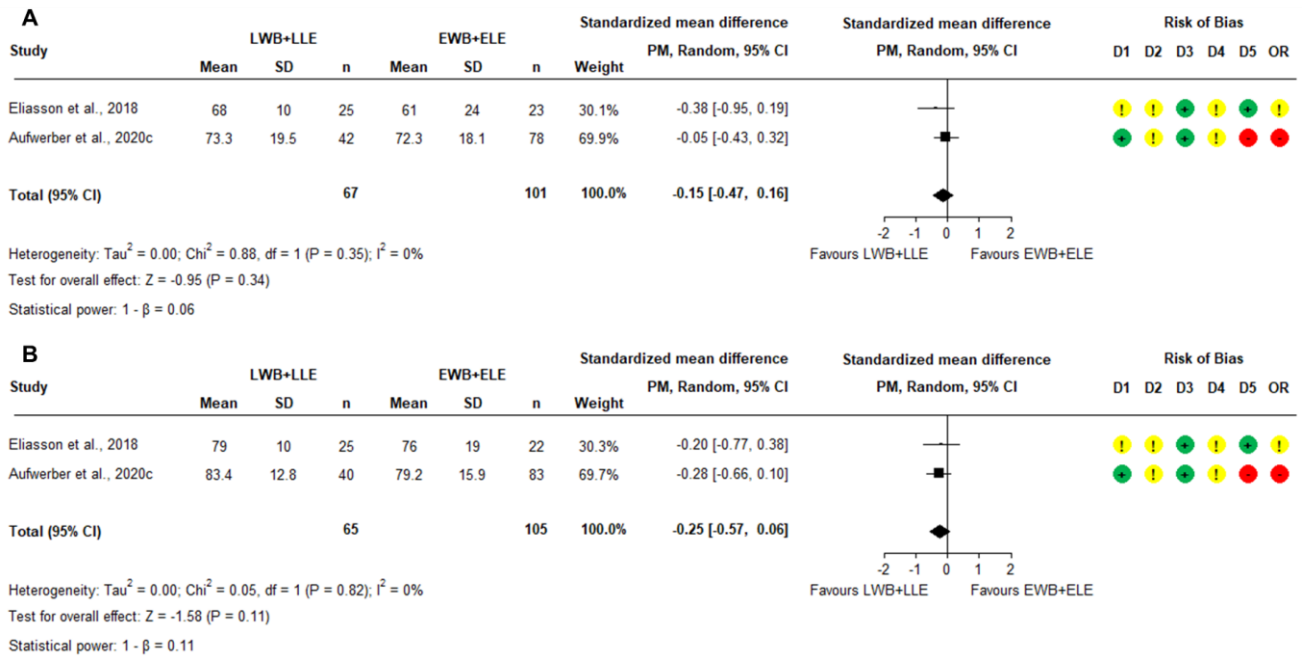 A
Standardized mean difference Standardized mean difference Risk of Bias
LWB+LLE EWB+ELE
Study PM, Random, 95% CI PM, Random, 95% CI D1 D2 D3 D4 D5 OR
Mean SD n Mean SD n Weight
Eliasson et al., 2018 68 10 25 61 24 23 30.1% -0.38 [-0.95, 0.19] ! ! + ! + !
Aufwerber et al., 2020c 73.3 19.5 42 72.3 18.1 78 69.9% -0.05 [-0.43, 0.32] + ! + ! - -
Total (95% CI) 67 101 100.0% -0.15 [-0.47, 0.16]
-2 -1 0 1 2
Heterogeneity: Tau² = 0.00; Chi² = 0.88, df = 1 (P = 0.35); I² = 0% Favours LWB+LLE Favours EWB+ELE
Test for overall effect: Z = -0.95 (P = 0.34)
Statistical power: 1 - β = 0.06
B
Standardized mean difference Standardized mean difference Risk of Bias
LWB+LLE EWB+ELE
Study PM, Random, 95% CI PM, Random, 95% CI D1 D2 D3 D4 D5 OR
Mean SD n Mean SD n Weight
Eliasson et al., 2018 79 10 25 76 19 22 30.3% -0.20 [-0.77, 0.38] ! ! + ! + !
Aufwerber et al., 2020c 83.4 12.8 40 79.2 15.9 83 69.7% -0.28 [-0.66, 0.10] + ! + ! - -
Total (95% CI) 65 105 100.0% -0.25 [-0.57, 0.06]
-2 -1 0 1 2
Heterogeneity: Tau² = 0.00; Chi² = 0.05, df = 1 (P = 0.82); I² = 0% Favours LWB+LLE Favours EWB+ELE
Test for overall effect: Z = -1.58 (P = 0.11)
Statistical power: 1 - β = 0.11